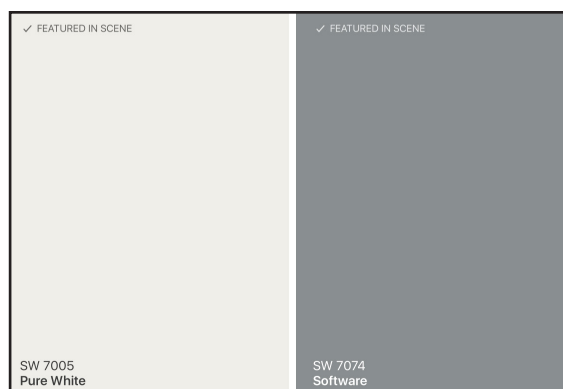 ✓ FEATURED IN SCENE
SW 7005
Pure White
✓ FEATURED IN SCENE
SW 7074
Software